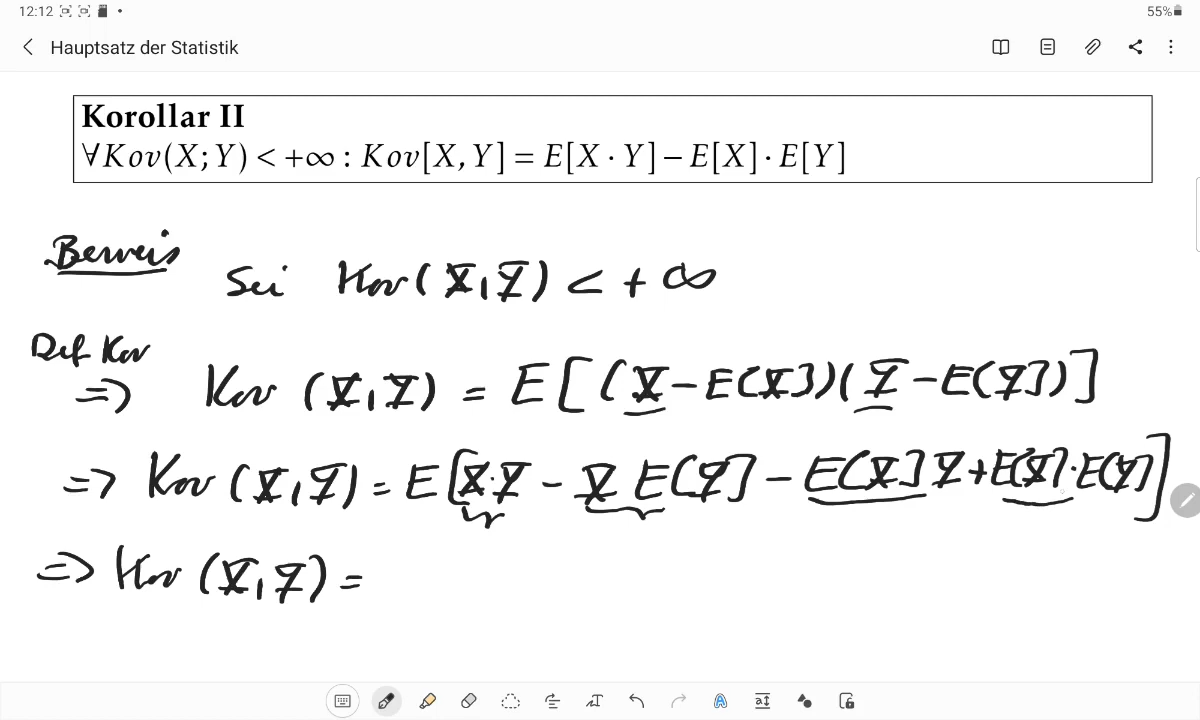 12:12 55%
Hauptsatz der Statistik
Korollar II
∀Kov(X;Y) < +∞ : Kov[X,Y] = E[X · Y] − E[X] · E[Y]
Beweis
Sei Kov(X,Y) < + ∞
Def Kov
=> Kov (X,Y) = E[(X − E[X])(Y − E[Y])]
=> Kov (X,Y) = E[X·Y − X E[Y] − E[X] Y + E[X]·E[Y]]
=> Kov (X,Y) =